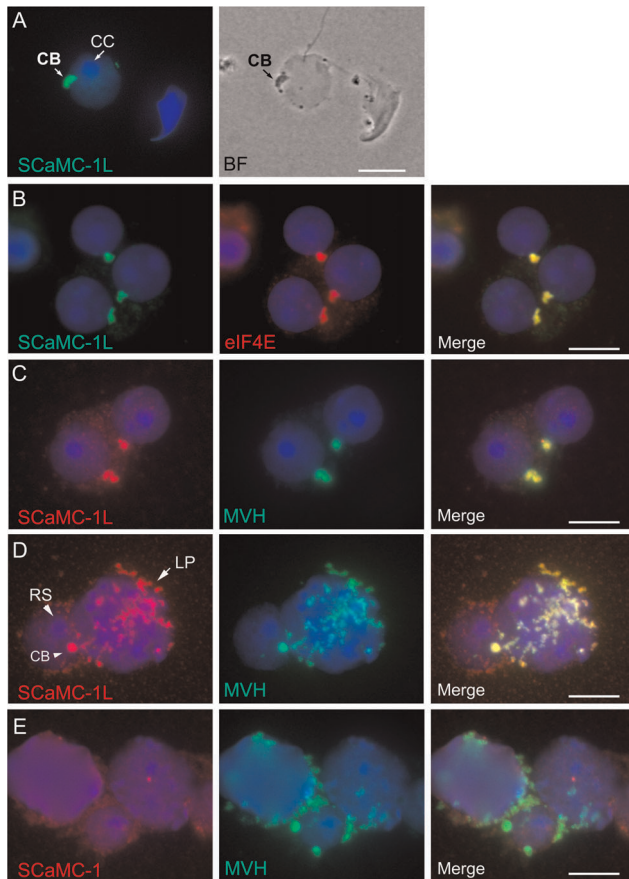 A
CC
CB
CB
SCaMC-1L
BF
B
SCaMC-1L
eIF4E
Merge
C
SCaMC-1L
MVH
Merge
D
LP
RS
CB
SCaMC-1L
MVH
Merge
E
SCaMC-1
MVH
Merge